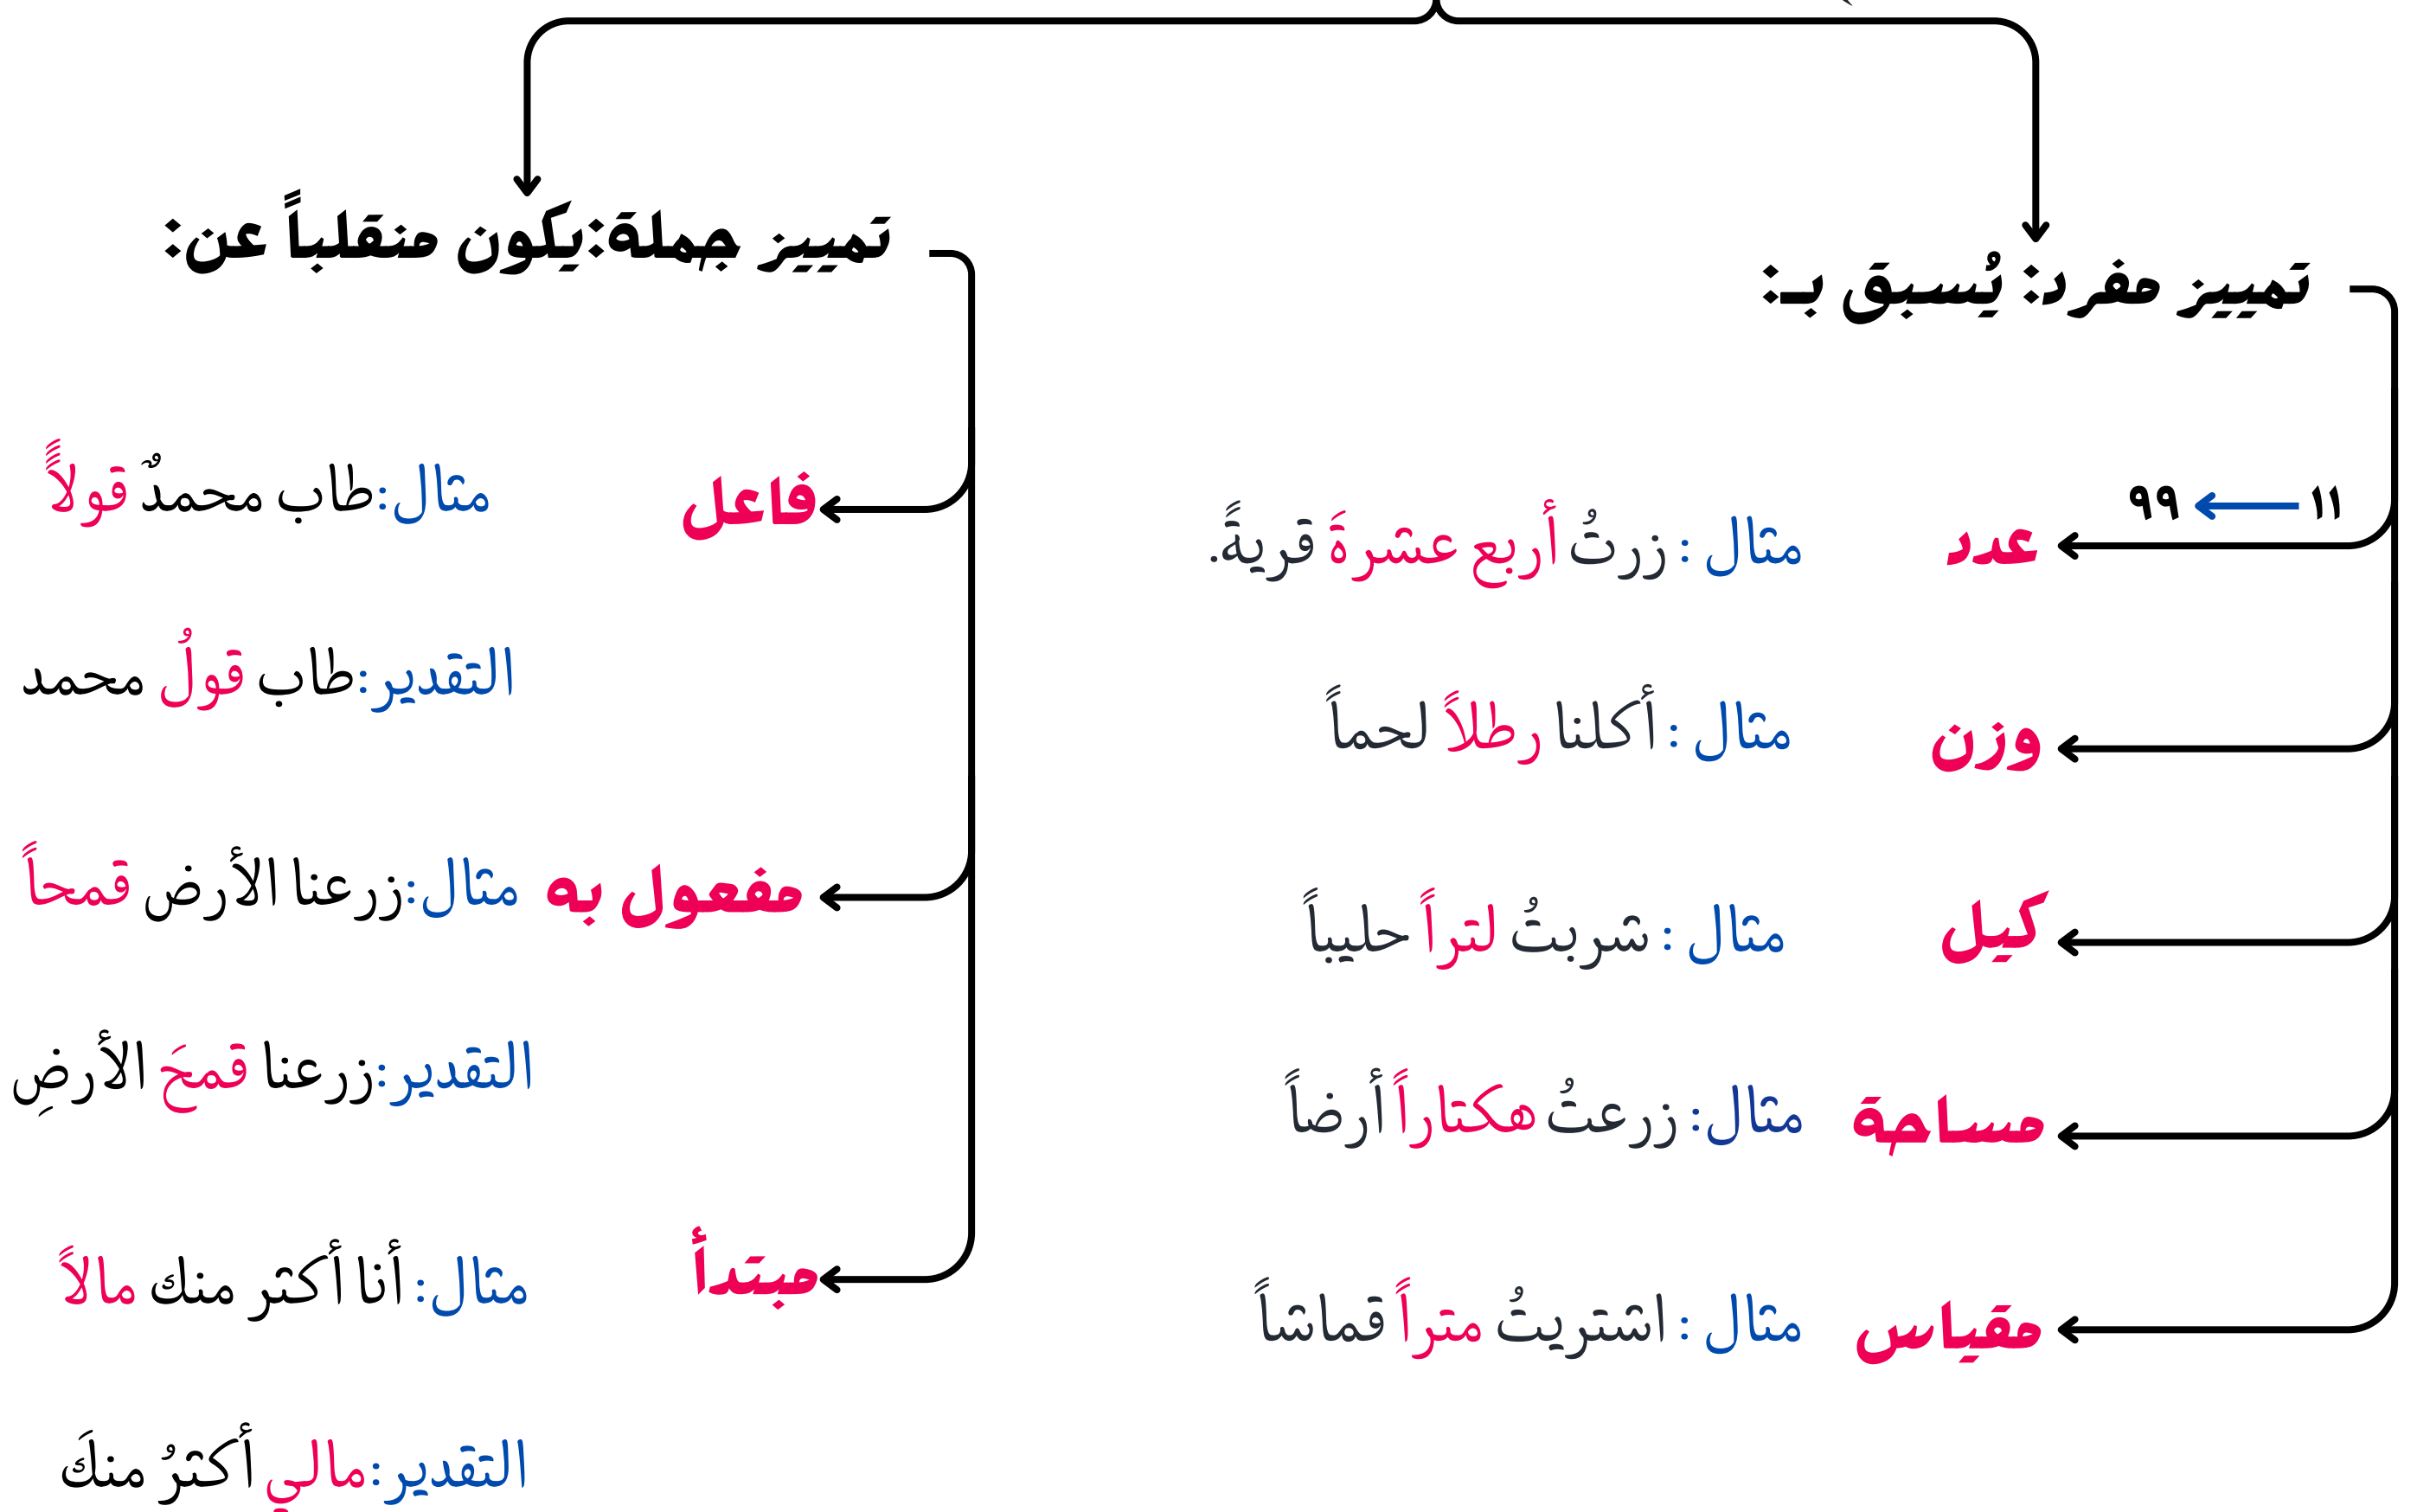 تمييز مفرد: يُسبق بـ:
١١ ٩٩
عدد
مثال : زرتُ أربع عشرةَ قريةً.
وزن
مثال : أكلنا رطلاً لحماً
كيل
مثال : شربتُ لتراً حليباً
مساحة
مثال: زرعتُ هكتاراً أرضاً
مقياس
مثال : اشتريتُ متراً قماشاً
تمييز جملة:يكون منقلباً عن:
فاعل
مثال:طاب محمدٌ قولاً
التقدير:طاب قولُ محمد
مفعول به
مثال:زرعنا الأرض قمحاً
التقدير:زرعنا قمحَ الأرضِ
مبتدأ
مثال: أنا أكثر منك مالاً
التقدير:مالي أكثرُ منكَ